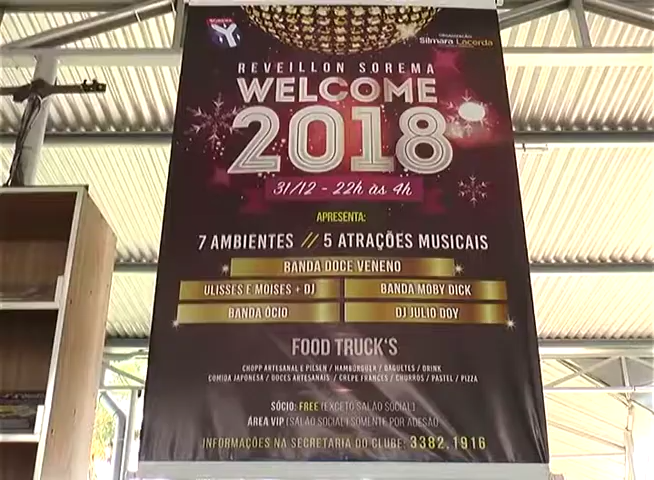 SOREMA
ORGANIZAÇÃO
Silmara Lacerda
REVEILLON SOREMA
WELCOME
2018
31/12 - 22h às 4h
APRESENTA:
7 AMBIENTES // 5 ATRAÇÕES MUSICAIS
BANDA DOCE VENENO
ULISSES E MOISES + DJ BANDA MOBY DICK
BANDA ÓCIO DJ JULIO DOY
FOOD TRUCK'S
CHOPP ARTESANAL E PILSEN / HAMBURGUER / BAGUETES / DRINK
COMIDA JAPONESA / DOCES ARTESANAIS / CREPE FRANCES / CHURROS / PASTEL / PIZZA
SÓCIO: FREE (EXCETO SALÃO SOCIAL)
ÁREA VIP (SALÃO SOCIAL) SOMENTE POR ADESÃO
INFORMAÇÕES NA SECRETARIA DO CLUBE: 3382.1916